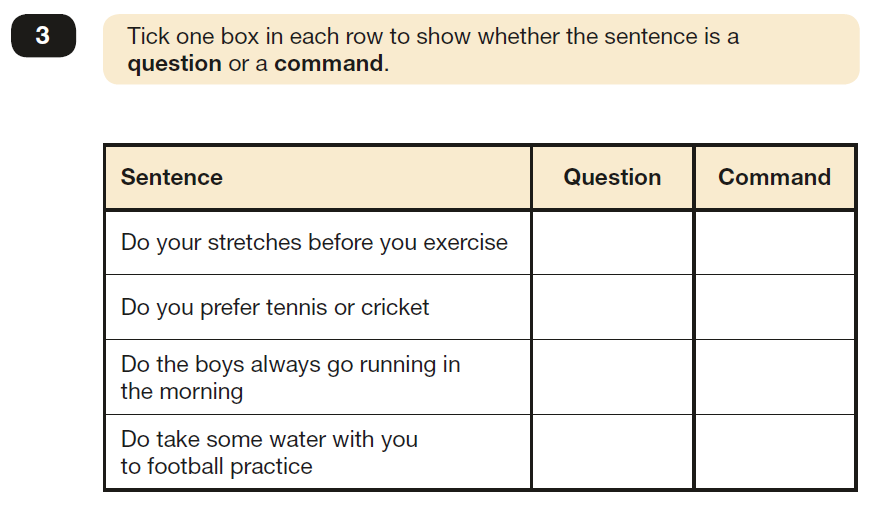 3
Tick one box in each row to show whether the sentence is a
question or a command.
Sentence Question Command
Do your stretches before you exercise
Do you prefer tennis or cricket
Do the boys always go running in
the morning
Do take some water with you
to football practice